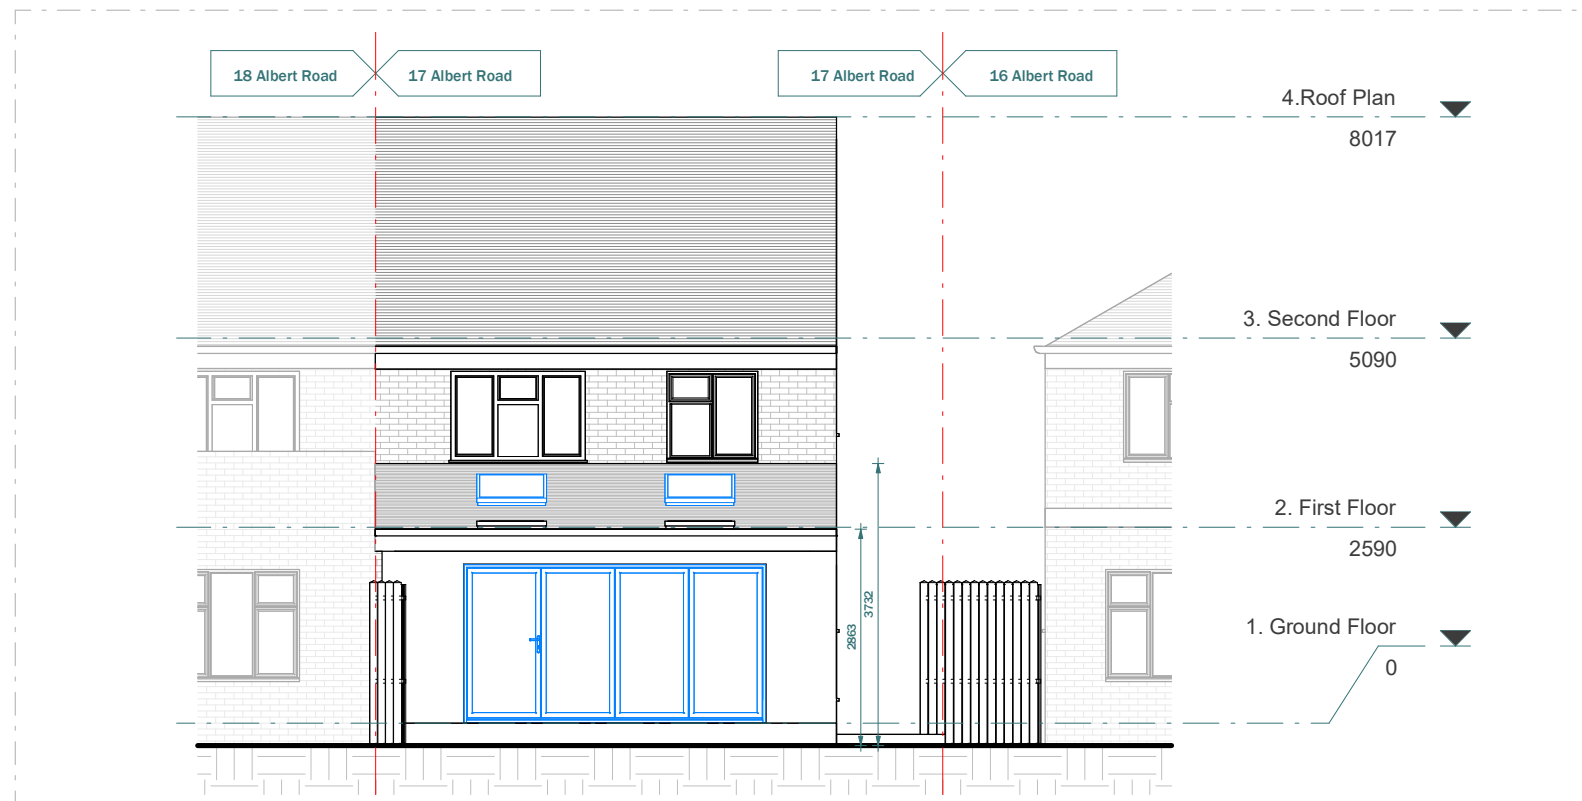 18 Albert Road
17 Albert Road
17 Albert Road
16 Albert Road
4.Roof Plan
8017
3. Second Floor
5090
2. First Floor
2590
3732
2863
1. Ground Floor
0